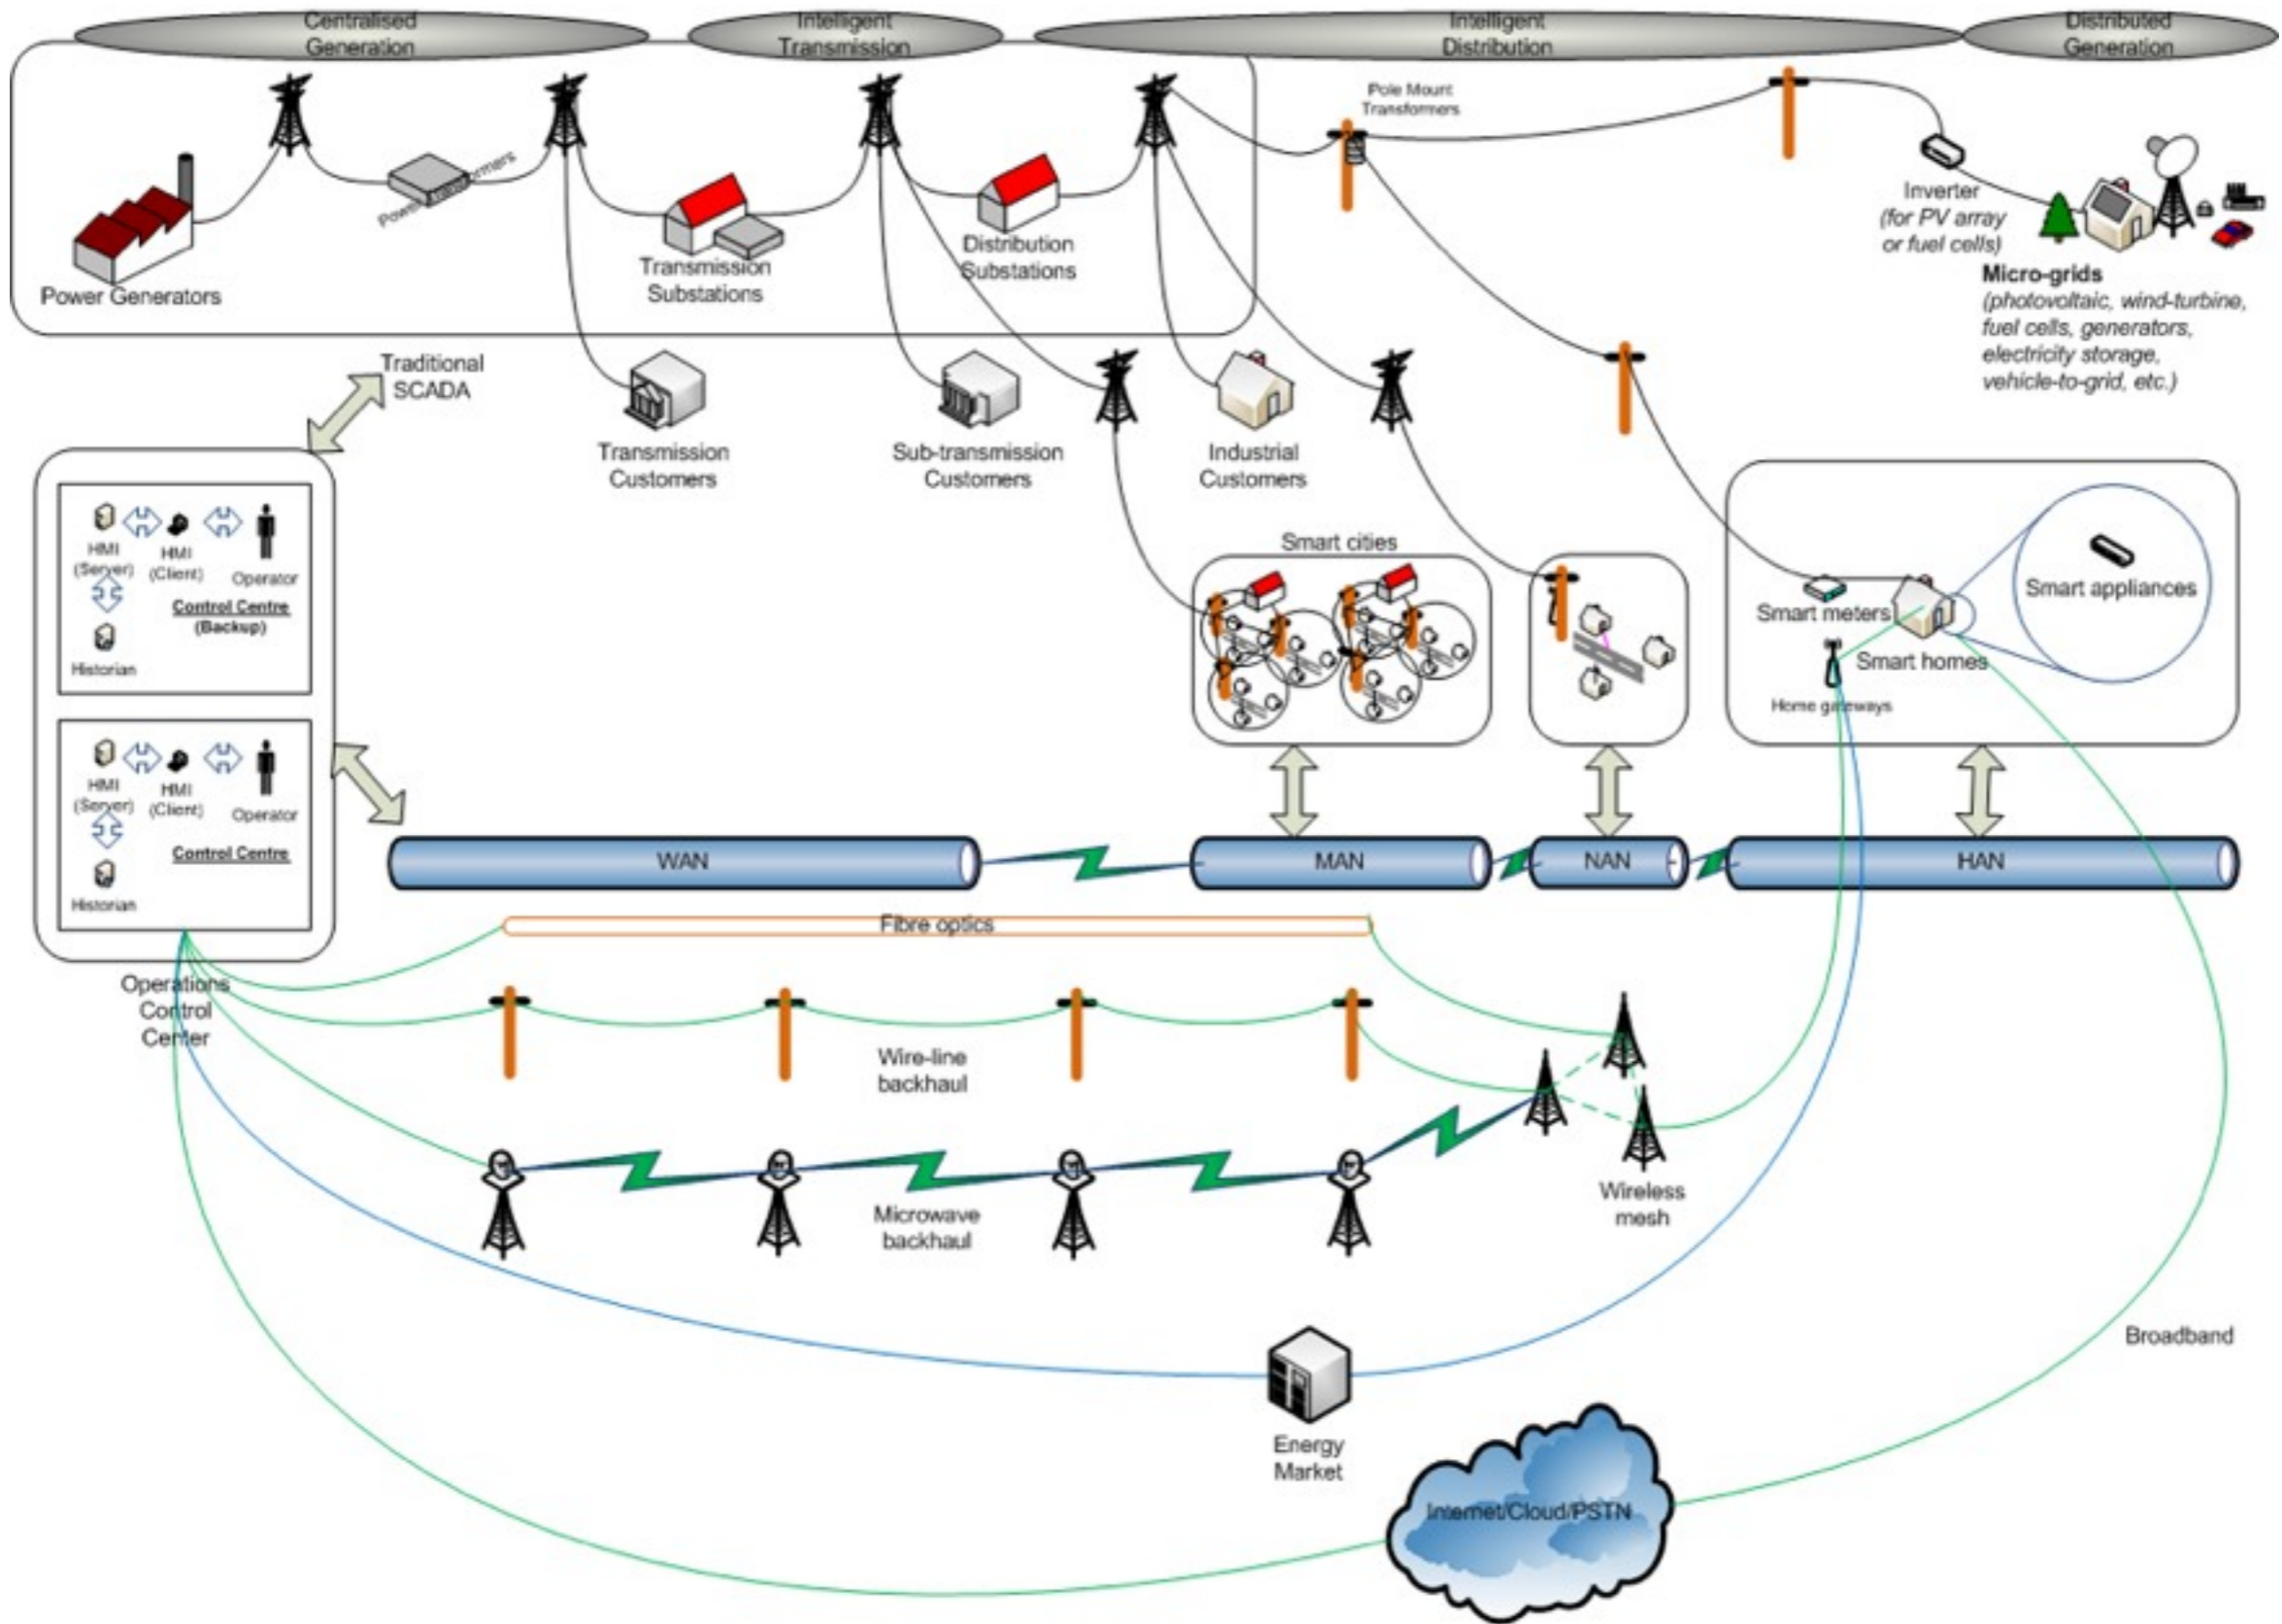 Centralised
Generation
Intelligent
Transmission
Intelligent
Distribution
Distributed
Generation
Pole Mount
Transformers
Power Transformers
Power Generators
Transmission
Substations
Distribution
Substations
Inverter
(for PV array
or fuel cells)
Micro-grids
(photovoltaic, wind-turbine,
fuel cells, generators,
electricity storage,
vehicle-to-grid, etc.)
Traditional
SCADA
Transmission
Customers
Sub-transmission
Customers
Industrial
Customers
HMI
(Server)
HMI
(Client)
Operator
Control Centre
(Backup)
Historian
Smart cities
Smart meters
Smart appliances
Smart homes
Home gateways
HMI
(Server)
HMI
(Client)
Operator
Control Centre
Historian
WAN
MAN
NAN
HAN
Fibre optics
Operations
Control
Center
Wire-line
backhaul
Microwave
backhaul
Wireless
mesh
Broadband
Energy
Market
Internet/Cloud/PSTN